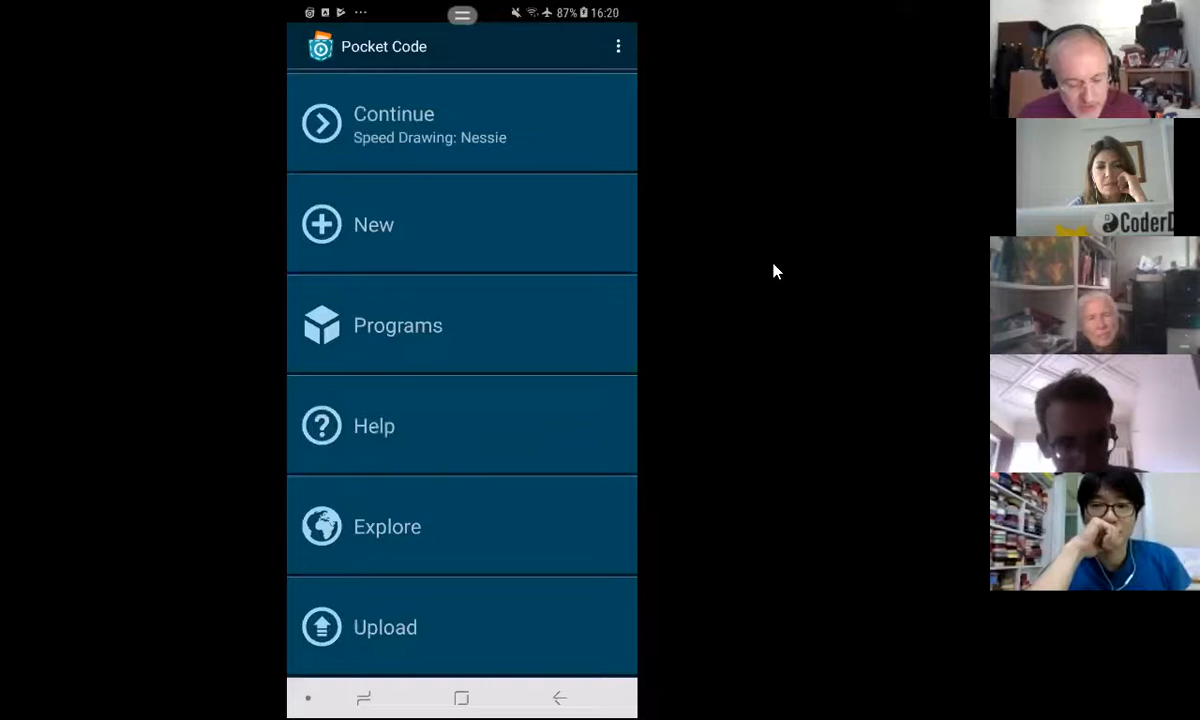 87% 16:20
Pocket Code
Continue
Speed Drawing: Nessie
New
Programs
Help
Explore
Upload
CoderD